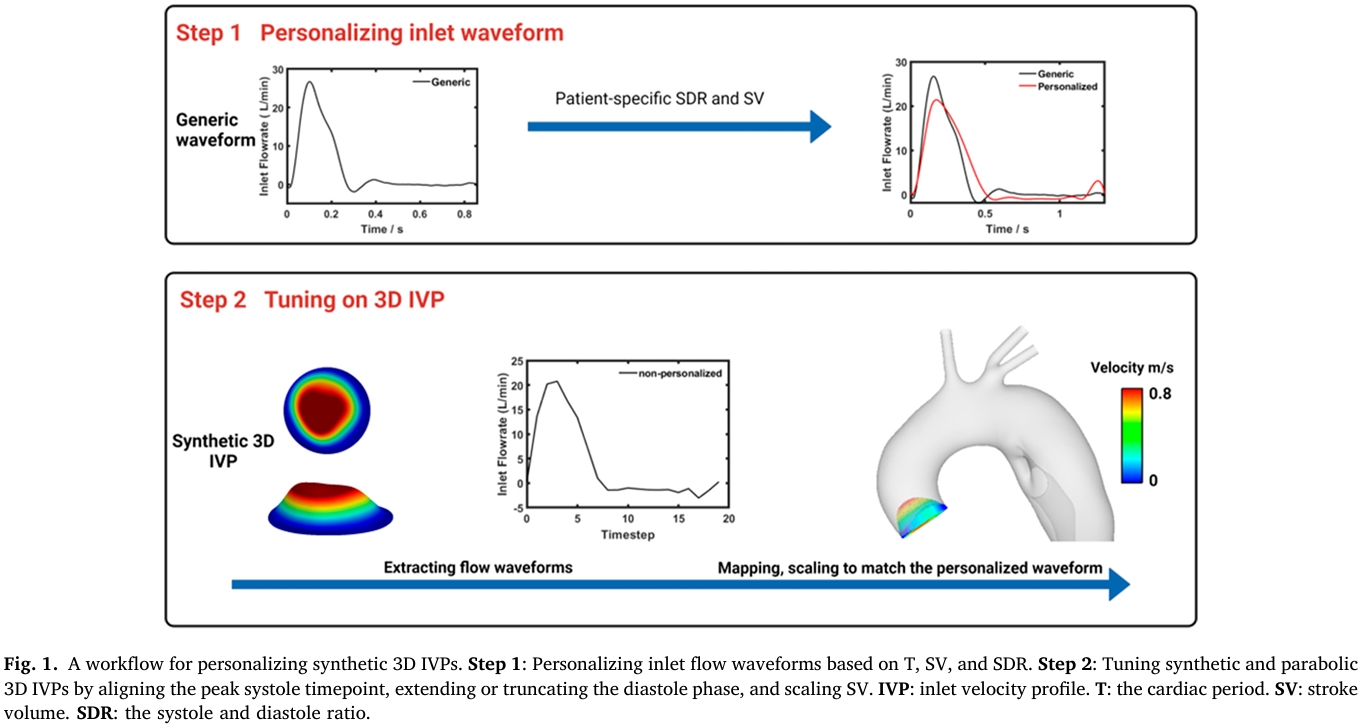 Step 1 Personalizing inlet waveform
Generic
waveform
Inlet Flowrate ( L/min)
30
20
10
0
0 0.2 0.4 0.6 0.8
Time / s
Generic
Patient-specific SDR and SV
Inlet Flowrate (L/min)
30
20
10
0
0 0.5 1
Time / s
Generic
Personalized
Step 2 Tuning on 3D IVP
Synthetic 3D
IVP
Inlet Flowrate (L/min)
25
20
15
10
5
0
-5
0 5 10 15 20
Timestep
non-personalized
Velocity m/s
0.8
0
Extracting flow waveforms
Mapping, scaling to match the personalized waveform
Fig. 1. A workflow for personalizing synthetic 3D IVPs. Step 1: Personalizing inlet flow waveforms based on T, SV, and SDR. Step 2: Tuning synthetic and parabolic
3D IVPs by aligning the peak systole timepoint, extending or truncating the diastole phase, and scaling SV. IVP: inlet velocity profile. T: the cardiac period. SV: stroke
volume. SDR: the systole and diastole ratio.